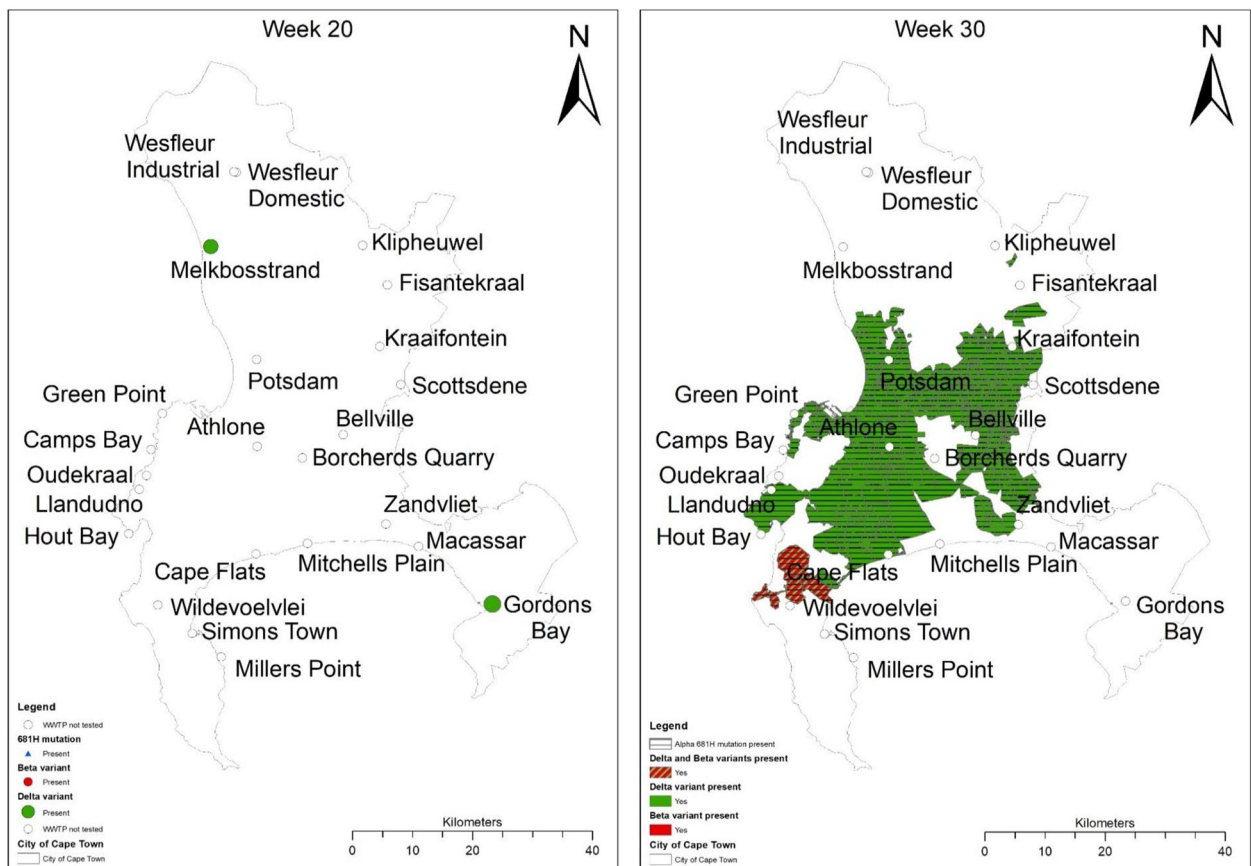 Week 20
N
Wesfleur
Industrial
Wesfleur
Domestic
Klipheuwel
Melkbosstrand
Fisantekraal
Kraaifontein
Potsdam
Scottsdene
Green Point
Athlone
Bellville
Camps Bay
Borcherds Quarry
Oudekraal
Llandudno
Zandvliet
Hout Bay
Macassar
Mitchells Plain
Cape Flats
Wildevoelvlei
Gordons
Bay
Simons Town
Millers Point
Legend
WWTP not tested
681H mutation
Present
Beta variant
Present
Delta variant
Present
WWTP not tested
City of Cape Town
City of Cape Town
Kilometers
0 10 20 40
Week 30
N
Wesfleur
Industrial
Wesfleur
Domestic
Klipheuwel
Melkbosstrand
Fisantekraal
Kraaifontein
Potsdam
Scottsdene
Green Point
Athlone
Bellville
Camps Bay
Borcherds Quarry
Oudekraal
Llandudno
Zandvliet
Hout Bay
Macassar
Mitchells Plain
Cape Flats
Wildevoelvlei
Gordons
Bay
Simons Town
Millers Point
Legend
Alpha 681H mutation present
Delta and Beta variants present
Yes
Delta variant present
Yes
Beta variant present
Yes
City of Cape Town
City of Cape Town
Kilometers
0 10 20 40